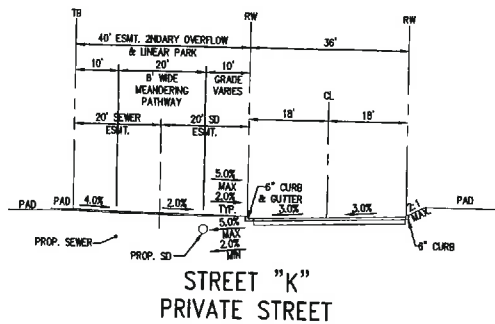 TB
RW
RW
40' ESMT. 2NDARY OVERFLOW
& LINEAR PARK
36'
10'
20'
10'
8' WIDE
MEANDERING
PATHWAY
GRADE
VARIES
CL
20' SEWER
ESMT.
20' SD
ESMT.
18'
18'
5.0%
MAX
2.0%
TYP.
6" CURB
& GUTTER
PAD
PAD
4.0%
2.0%
3.0%
3.0%
2:1
MAX.
PAD
5.0%
MAX
2.0%
MIN
PROP. SEWER
PROP. SD
6" CURB
STREET "K"
PRIVATE STREET